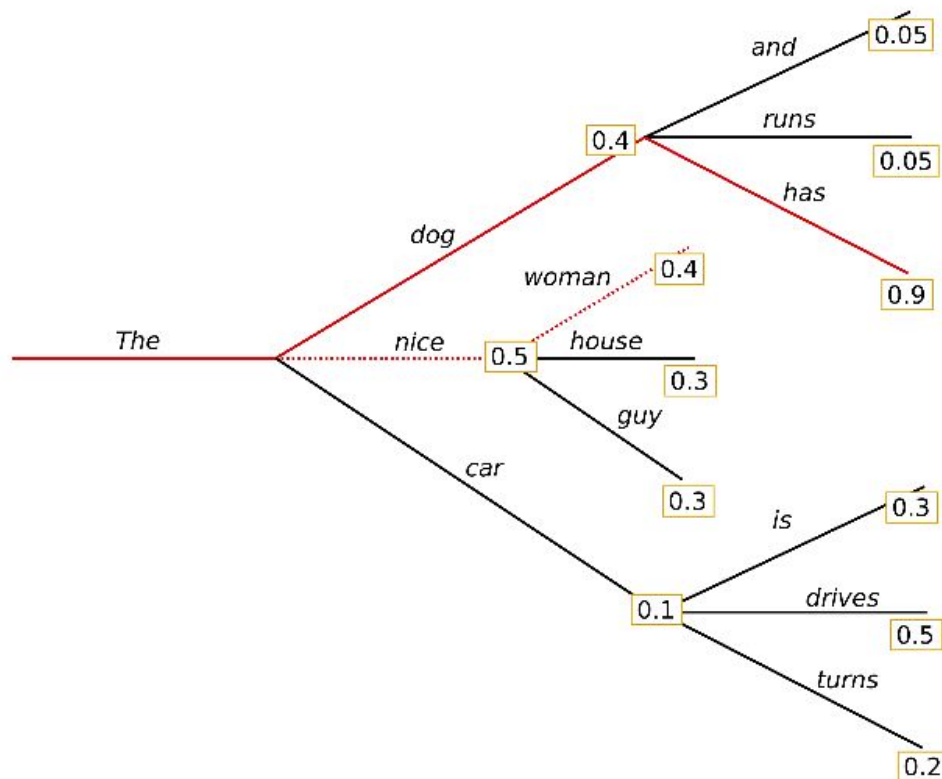 and
0.05
runs
0.4
0.05
has
dog
woman
0.4
0.9
The
nice
0.5
house
0.3
guy
car
0.3
is
0.3
0.1
drives
0.5
turns
0.2